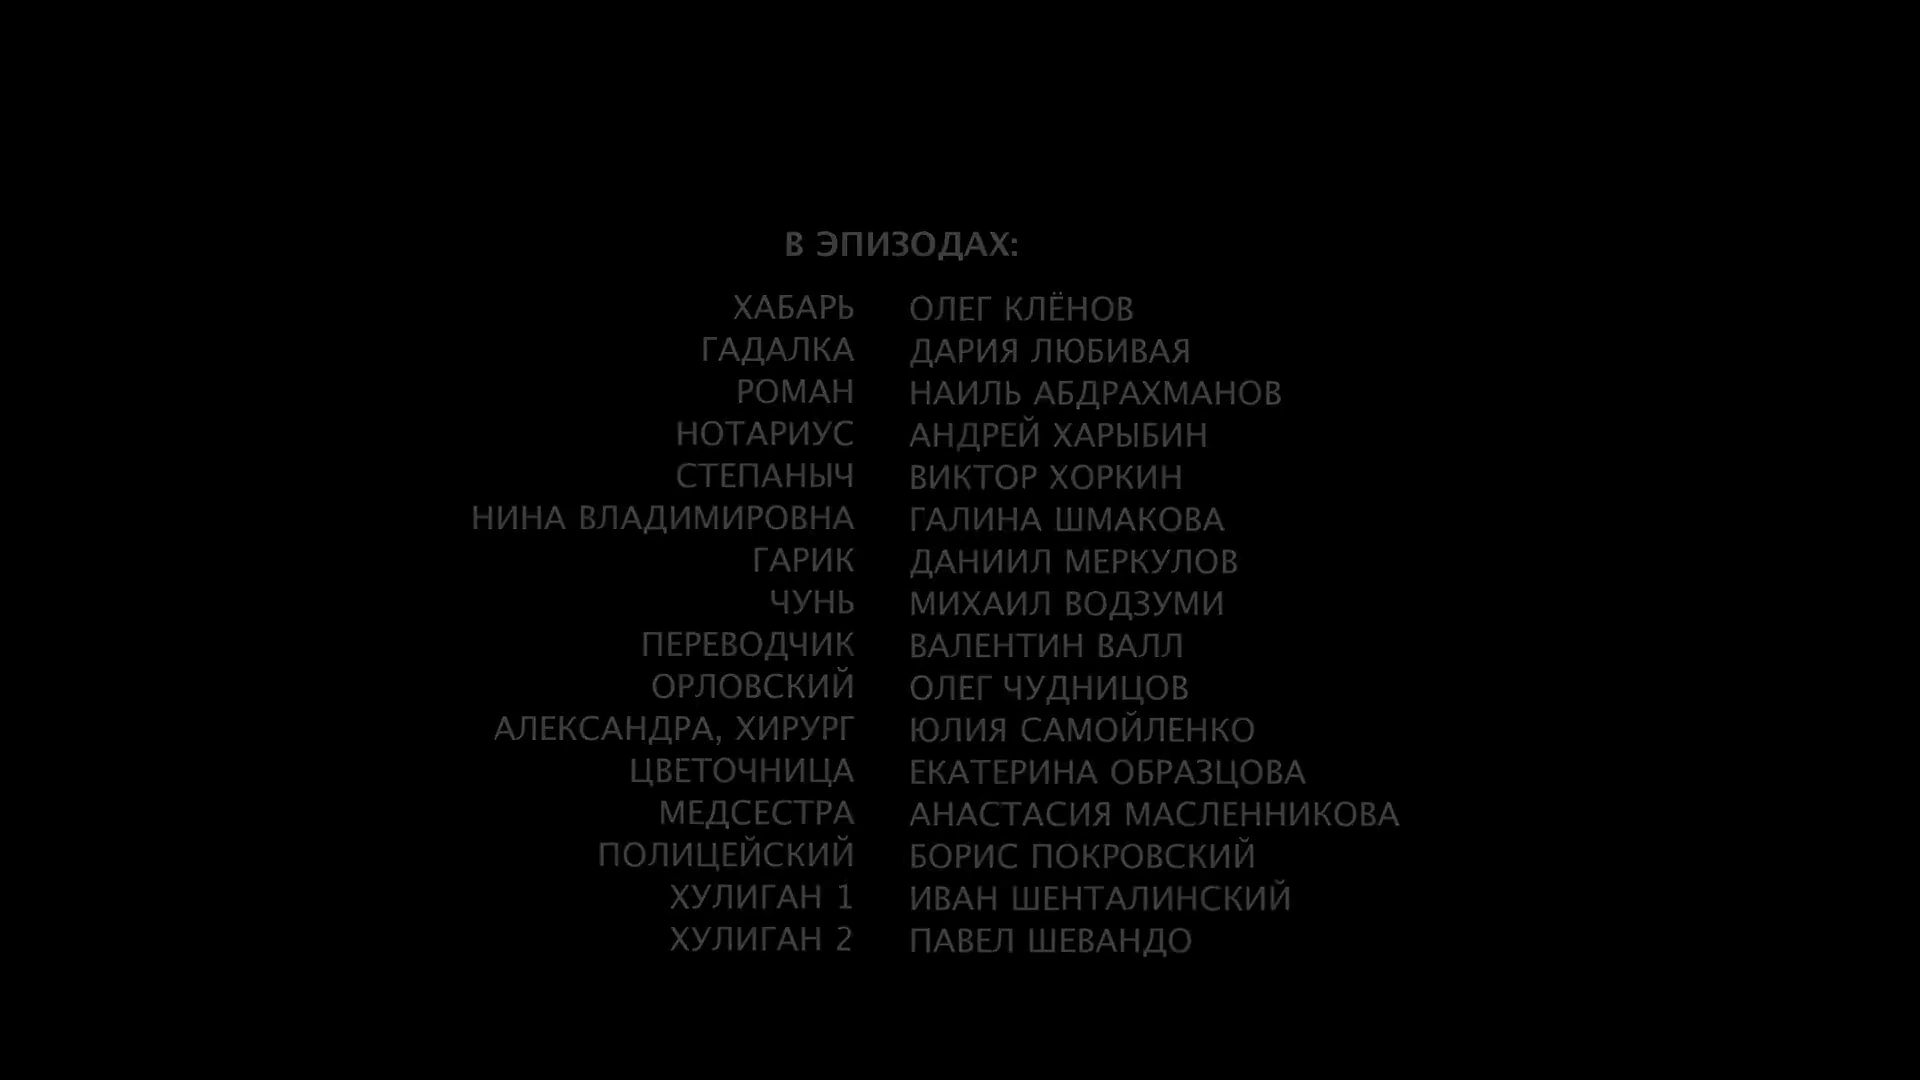 В ЭПИЗОДАХ:
ХАБАРЬ ОЛЕГ КЛЁНОВ
ГАДАЛКА ДАРИЯ ЛЮБИВАЯ
РОМАН НАИЛЬ АБДРАХМАНОВ
НОТАРИУС АНДРЕЙ ХАРЫБИН
СТЕПАНЫЧ ВИКТОР ХОРКИН
НИНА ВЛАДИМИРОВНА ГАЛИНА ШМАКОВА
ГАРИК ДАНИИЛ МЕРКУЛОВ
ЧУНЬ МИХАИЛ ВОДЗУМИ
ПЕРЕВОДЧИК ВАЛЕНТИН ВАЛЛ
ОРЛОВСКИЙ ОЛЕГ ЧУДНИЦОВ
АЛЕКСАНДРА, ХИРУРГ ЮЛИЯ САМОЙЛЕНКО
ЦВЕТОЧНИЦА ЕКАТЕРИНА ОБРАЗЦОВА
МЕДСЕСТРА АНАСТАСИЯ МАСЛЕННИКОВА
ПОЛИЦЕЙСКИЙ БОРИС ПОКРОВСКИЙ
ХУЛИГАН 1 ИВАН ШЕНТАЛИНСКИЙ
ХУЛИГАН 2 ПАВЕЛ ШЕВАНДО